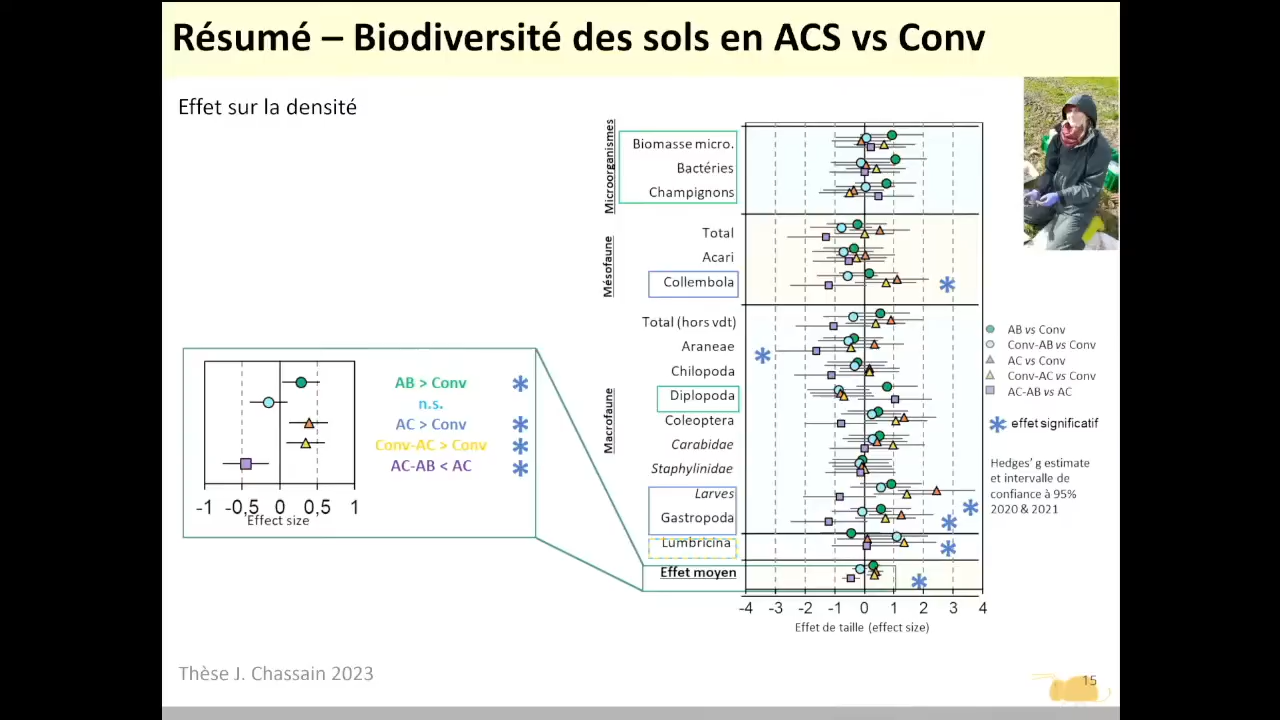 Résumé – Biodiversité des sols en ACS vs Conv
Effet sur la densité
Microorganismes
Biomasse micro.
Bactéries
Champignons
Mésofaune
Total
Acari
Collembola
Macrofaune
Total (hors vdt)
Araneae
Chilopoda
Diplopoda
Coleoptera
Carabidae
Staphylinidae
Larves
Gastropoda
Lumbricina
Effet moyen
-4 -3 -2 -1 0 1 2 3 4
Effet de taille (effect size)
AB vs Conv
Conv-AB vs Conv
AC vs Conv
Conv-AC vs Conv
AC-AB vs AC
effet significatif
Hedges' g estimate
et intervalle de
confiance à 95%
2020 & 2021
AB > Conv
n.s.
AC > Conv
Conv-AC > Conv
AC-AB < AC
-1 -0,5 0 0,5 1
Effect size
Thèse J. Chassain 2023
15